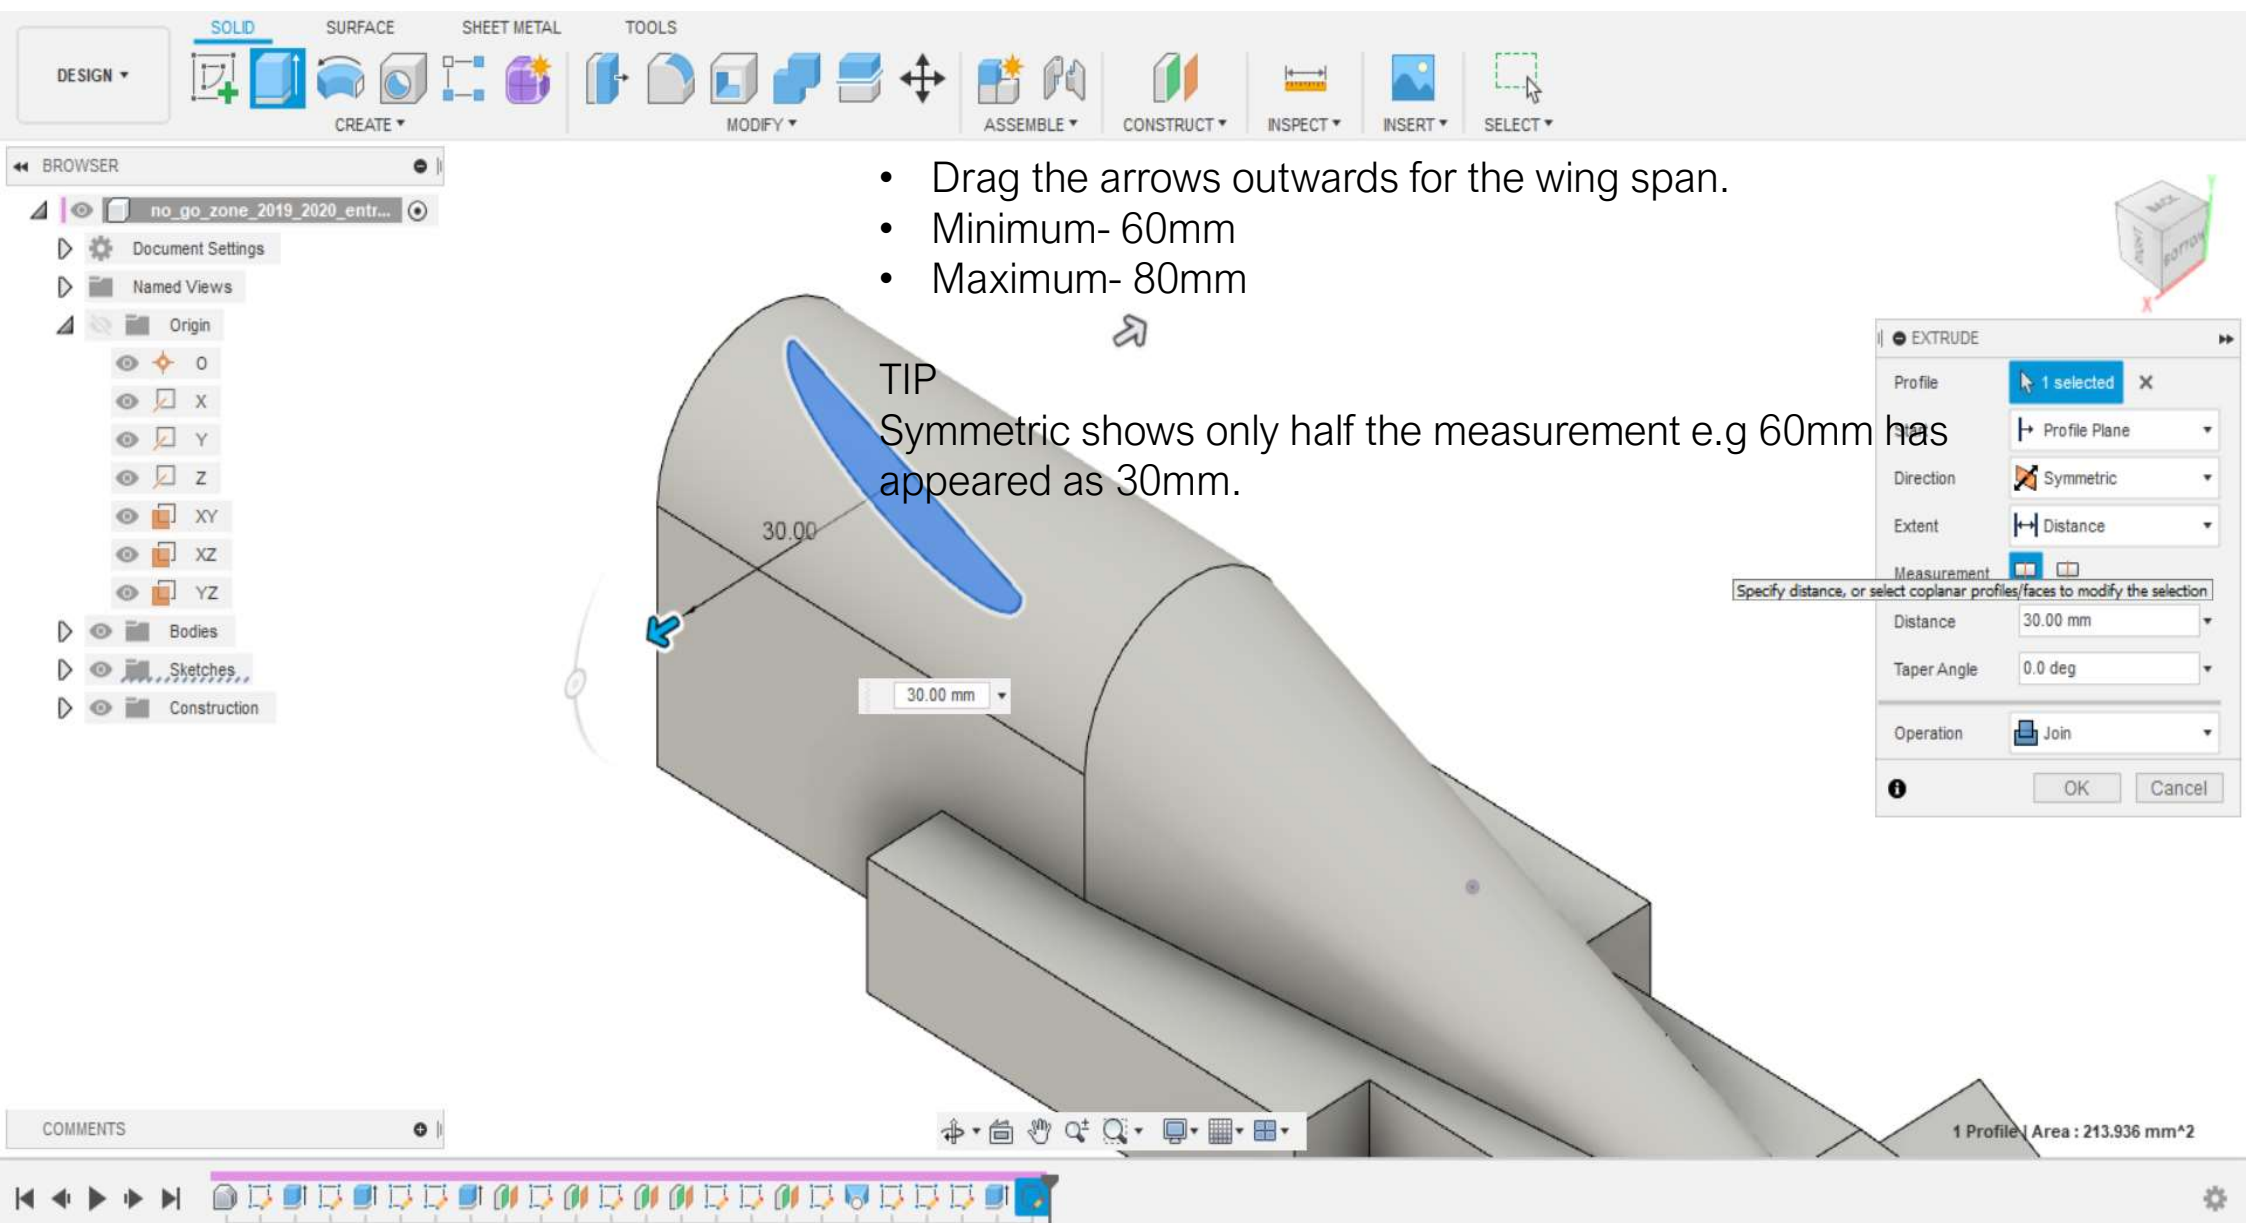 SOLID SURFACE SHEET METAL TOOLS
DESIGN ▾
CREATE ▾ MODIFY ▾ ASSEMBLE ▾ CONSTRUCT ▾ INSPECT ▾ INSERT ▾ SELECT ▾
BROWSER
no_go_zone_2019_2020_entr...
Document Settings
Named Views
Origin
O
X
Y
Z
XY
XZ
YZ
Bodies
Sketches
Construction
• Drag the arrows outwards for the wing span.
• Minimum- 60mm
• Maximum- 80mm
TIP
Symmetric shows only half the measurement e.g 60mm has
appeared as 30mm.
30.00
30.00 mm
BACK
RIGHT
BOTTOM
X
Y
EXTRUDE
Profile 1 selected
Start Profile Plane
Direction Symmetric
Extent Distance
Measurement
Specify distance, or select coplanar profiles/faces to modify the selection
Distance 30.00 mm
Taper Angle 0.0 deg
Operation Join
OK Cancel
COMMENTS
1 Profile | Area : 213.936 mm^2